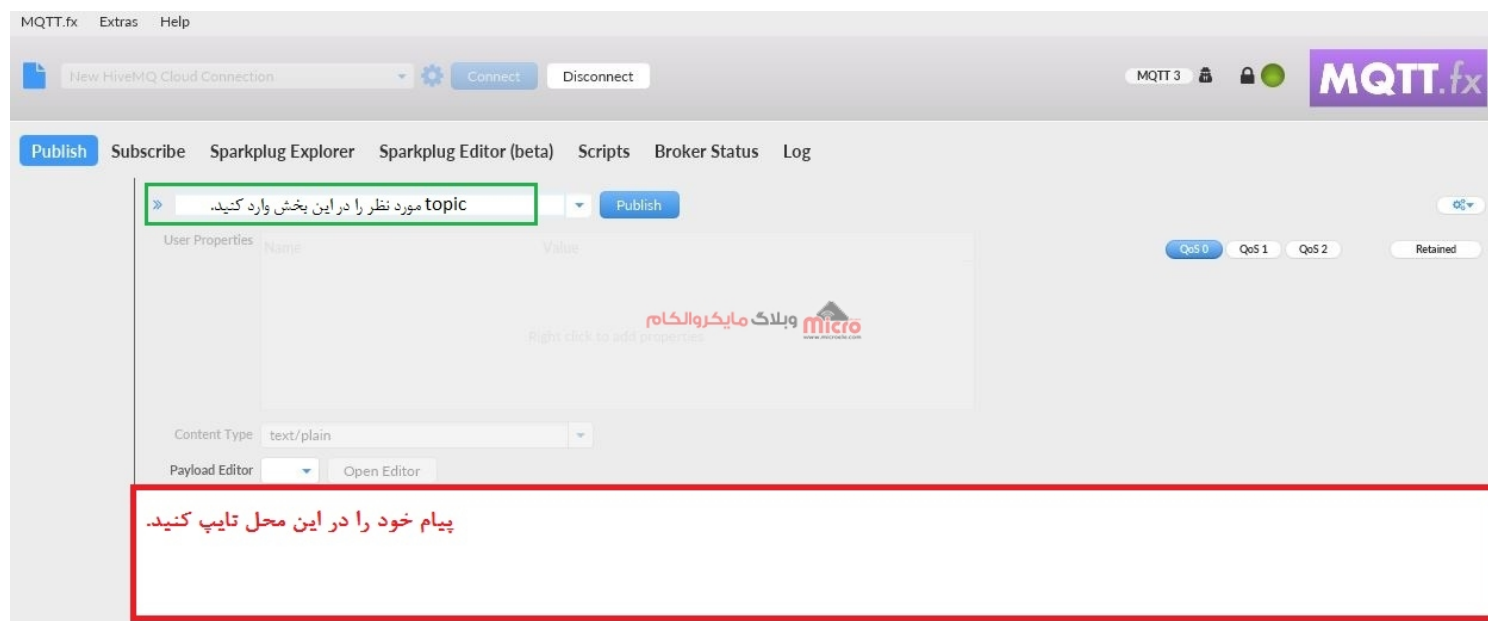 MQTT.fx Extras Help
New HiveMQ Cloud Connection Connect Disconnect MQTT 3 MQTT.fx
Publish Subscribe Sparkplug Explorer Sparkplug Editor (beta) Scripts Broker Status Log
topic مورد نظر را در این بخش وارد کنید. Publish
User Properties Name Value QoS 0 QoS 1 QoS 2 Retained
وبلاگ مایکروالکام Micro
www.microele.com
Right click to add properties
Content Type text/plain
Payload Editor Open Editor
پیام خود را در این محل تایپ کنید.